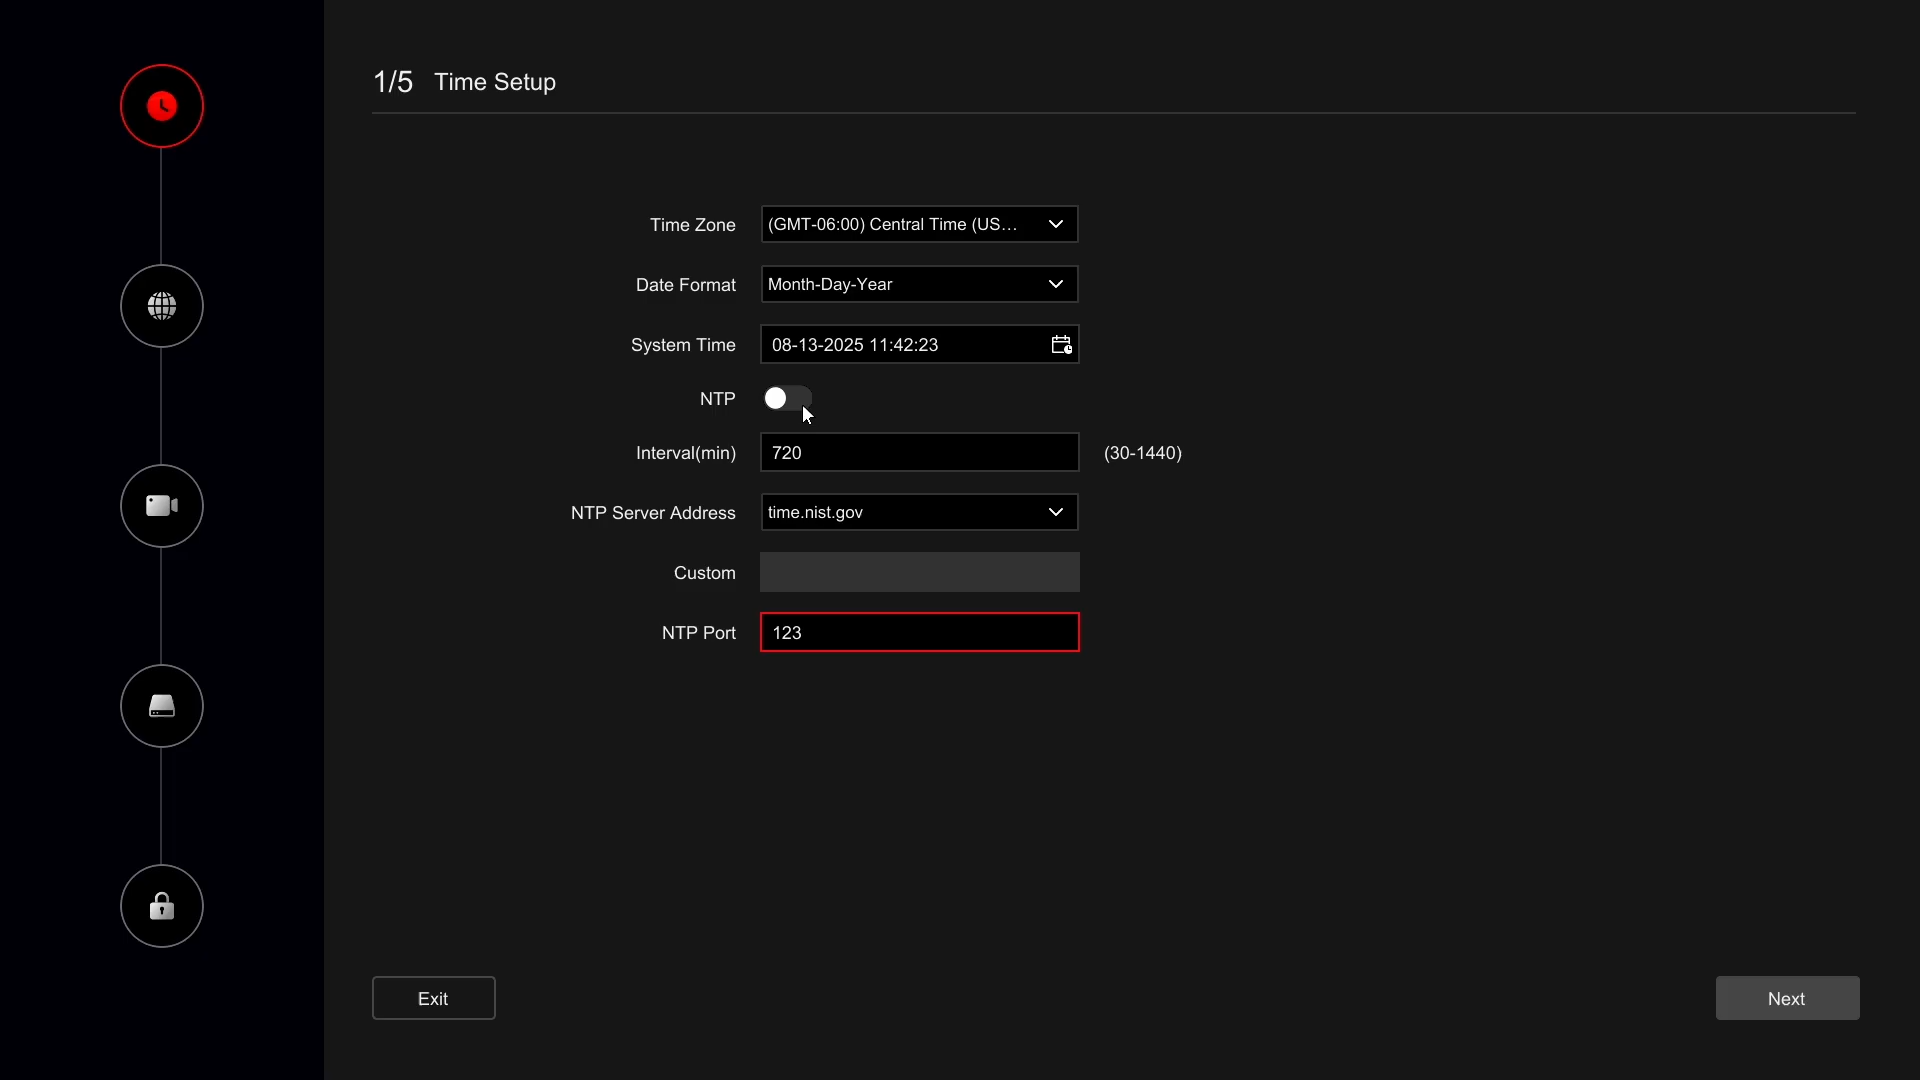 1/5 Time Setup
Time Zone (GMT-06:00) Central Time (US...
Date Format Month-Day-Year
System Time 08-13-2025 11:42:23
NTP
Interval(min) 720 (30-1440)
NTP Server Address time.nist.gov
Custom
NTP Port 123
Exit Next